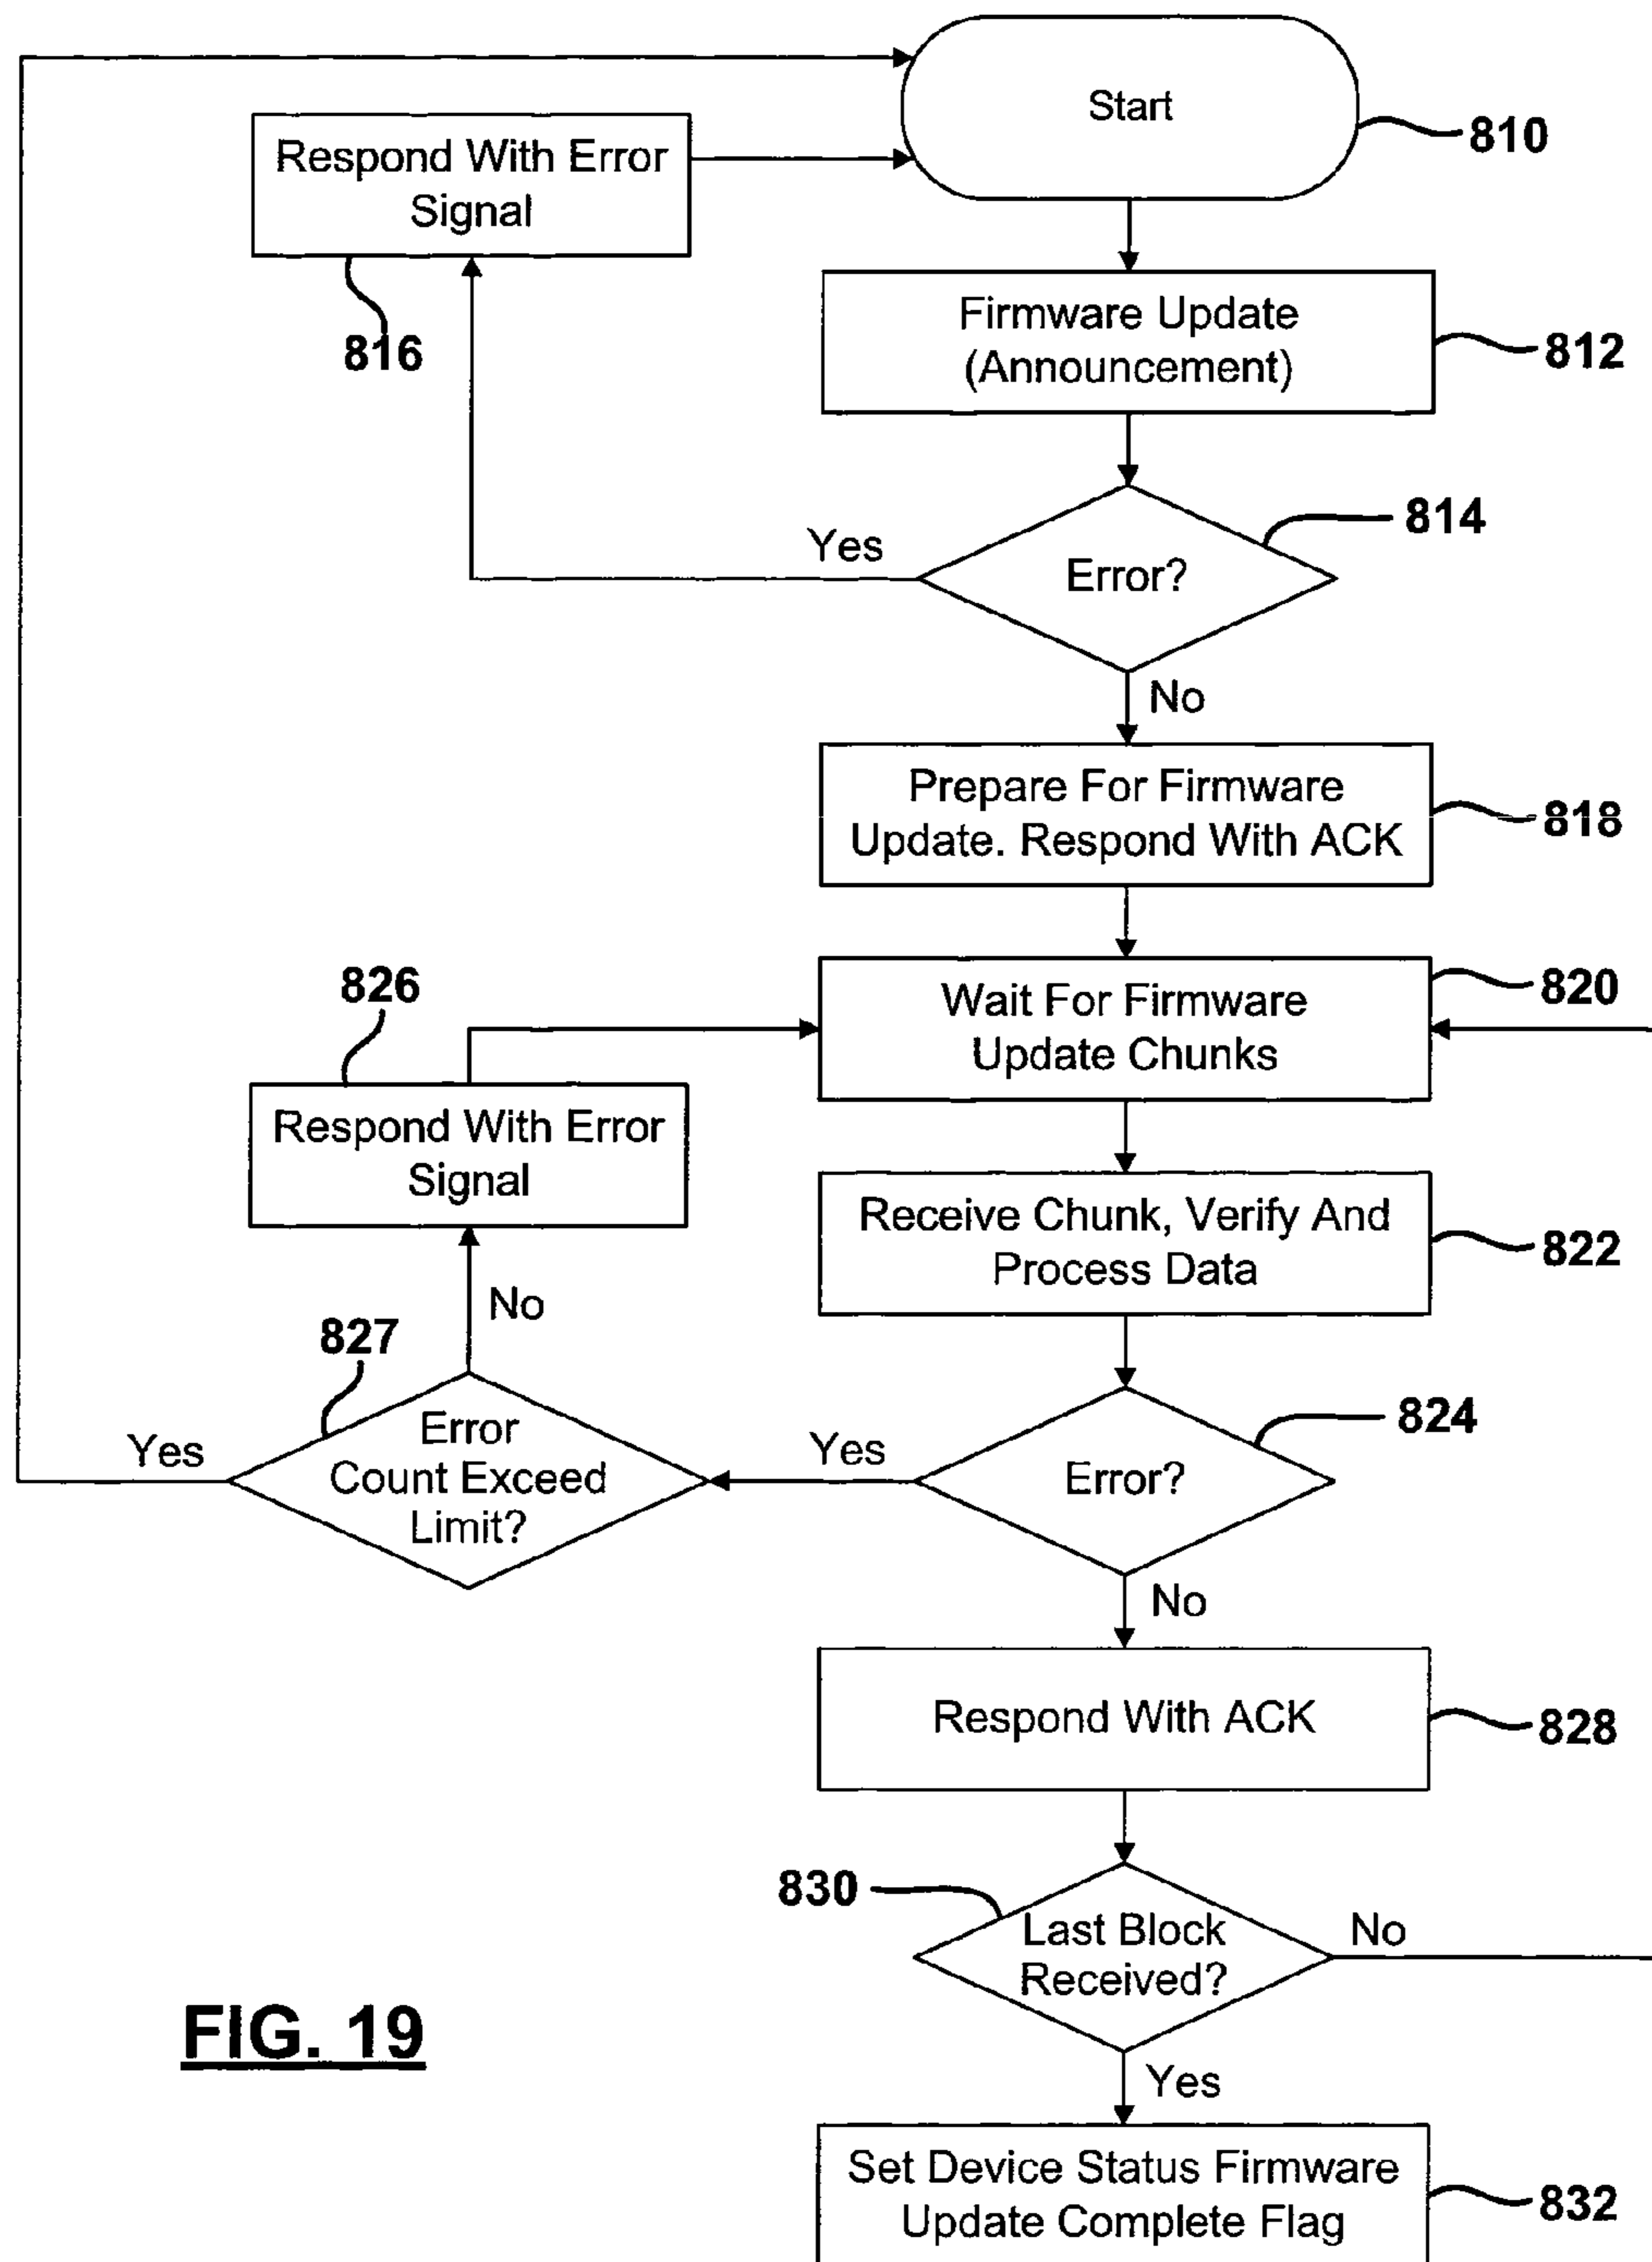 Start
810
Respond With Error
Signal
816
Firmware Update
(Announcement)
812
814
Yes
Error?
No
Prepare For Firmware
Update. Respond With ACK
818
826
Wait For Firmware
Update Chunks
820
Respond With Error
Signal
Receive Chunk, Verify And
Process Data
822
No
827
Error
Count Exceed
Limit?
Yes
Yes
Error?
824
No
Respond With ACK
828
830
Last Block
Received?
No
Yes
FIG. 19
Set Device Status Firmware
Update Complete Flag
832